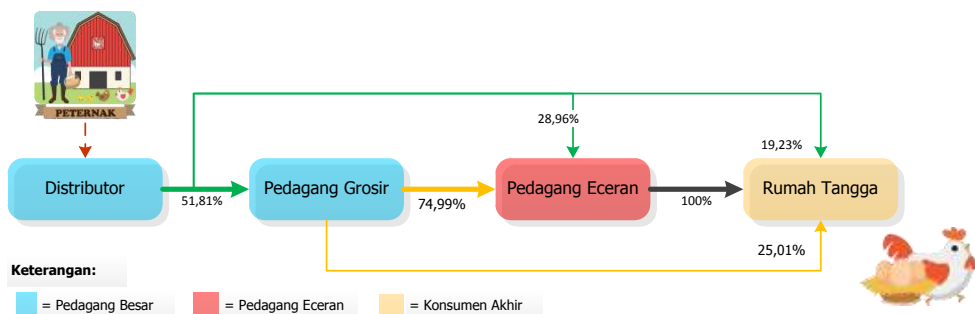 PETERNAK
28,96%
19,23%
Distributor
51,81%
Pedagang Grosir
74,99%
Pedagang Eceran
100%
Rumah Tangga
25,01%
Keterangan:
= Pedagang Besar
= Pedagang Eceran
= Konsumen Akhir